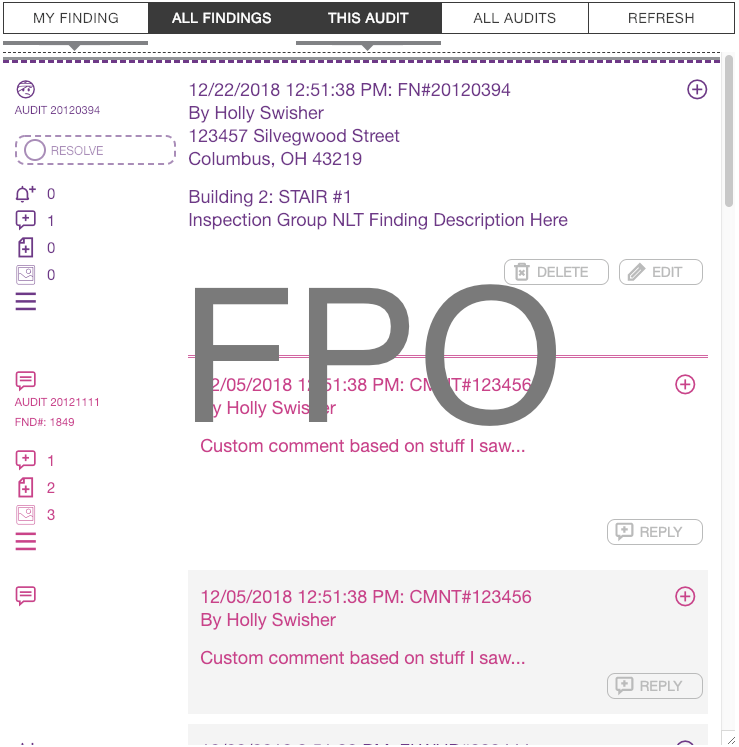 MY FINDING
ALL FINDINGS
THIS AUDIT
ALL AUDITS
REFRESH
AUDIT 20120394
RESOLVE
0
1
0
0
12/22/2018 12:51:38 PM: FN#20120394
By Holly Swisher
123457 Silvegwood Street
Columbus, OH 43219
Building 2: STAIR #1
Inspection Group NLT Finding Description Here
DELETE
EDIT
FPO
AUDIT 20121111
FND#: 1849
1
2
3
12/05/2018 12:51:38 PM: CMNT#123456
By Holly Swisher
Custom comment based on stuff I saw...
REPLY
12/05/2018 12:51:38 PM: CMNT#123456
By Holly Swisher
Custom comment based on stuff I saw...
REPLY